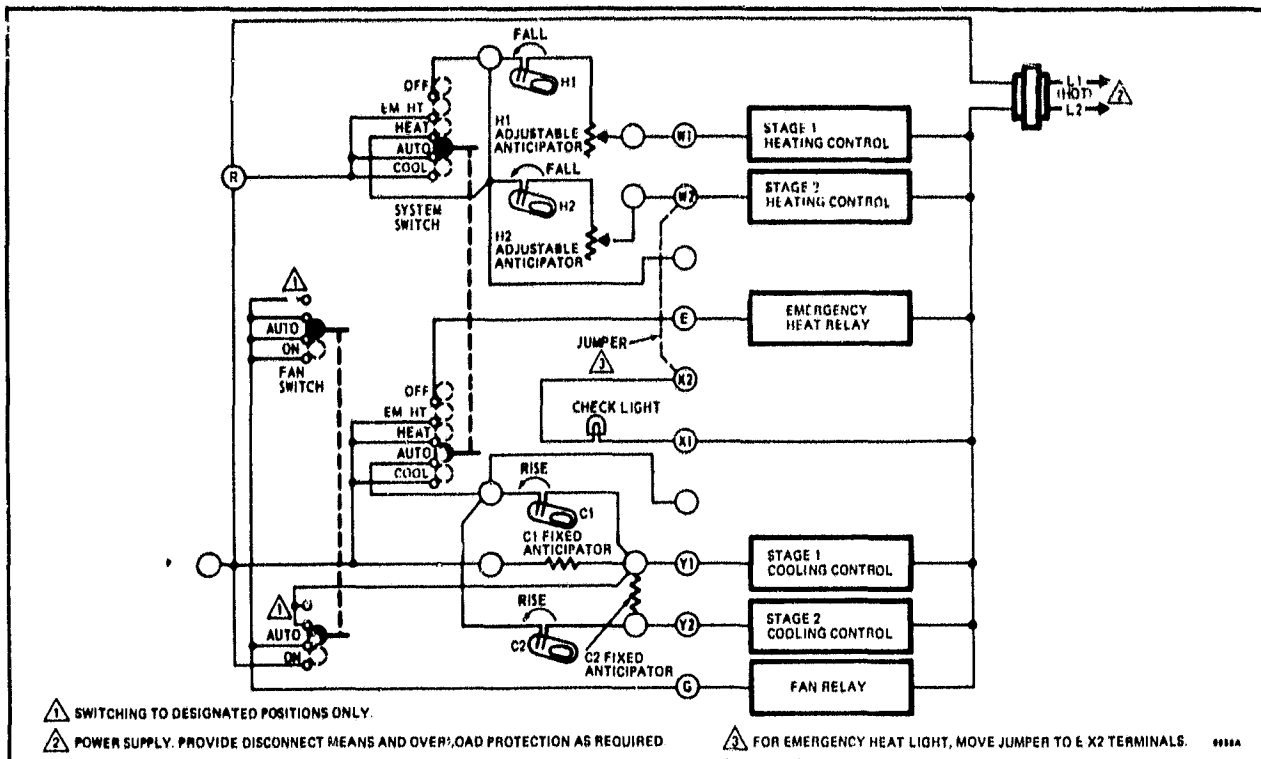 FALL
H1
OFF
EM HT
HEAT
AUTO
COOL
SYSTEM
SWITCH
H1
ADJUSTABLE
ANTICIPATOR
FALL
H2
H2
ADJUSTABLE
ANTICIPATOR
R
W1
STAGE 1
HEATING CONTROL
W2
STAGE 2
HEATING CONTROL
L1
(HOT)
L2
2
1
AUTO
ON
FAN
SWITCH
E
EMERGENCY
HEAT RELAY
JUMPER
3
X2
CHECK LIGHT
X1
OFF
EM HT
HEAT
AUTO
COOL
RISE
C1
C1 FIXED
ANTICIPATOR
Y1
STAGE 1
COOLING CONTROL
1
AUTO
ON
RISE
C2
C2 FIXED
ANTICIPATOR
Y2
STAGE 2
COOLING CONTROL
G
FAN RELAY
1 SWITCHING TO DESIGNATED POSITIONS ONLY.
2 POWER SUPPLY. PROVIDE DISCONNECT MEANS AND OVERLOAD PROTECTION AS REQUIRED
3 FOR EMERGENCY HEAT LIGHT, MOVE JUMPER TO E X2 TERMINALS.